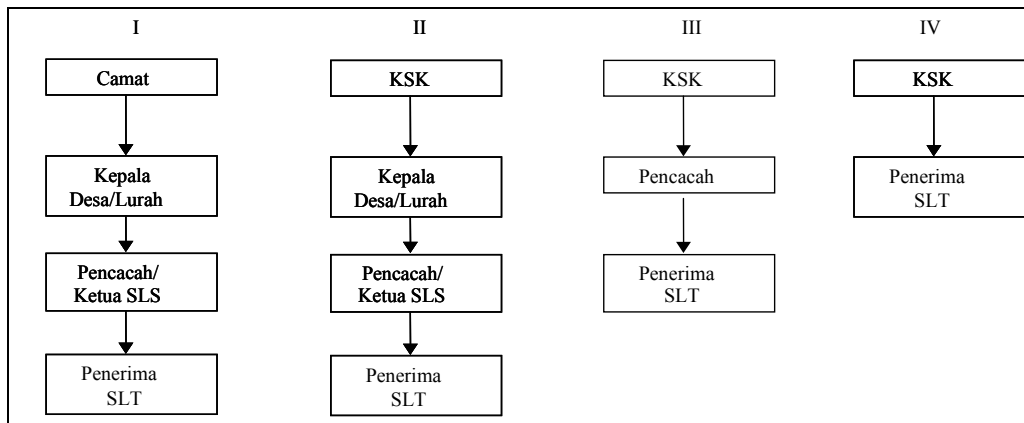 I
Camat
Kepala
Desa/Lurah
Pencacah/
Ketua SLS
Penerima
SLT
II
KSK
Kepala
Desa/Lurah
Pencacah/
Ketua SLS
Penerima
SLT
III
KSK
Pencacah
Penerima
SLT
IV
KSK
Penerima
SLT